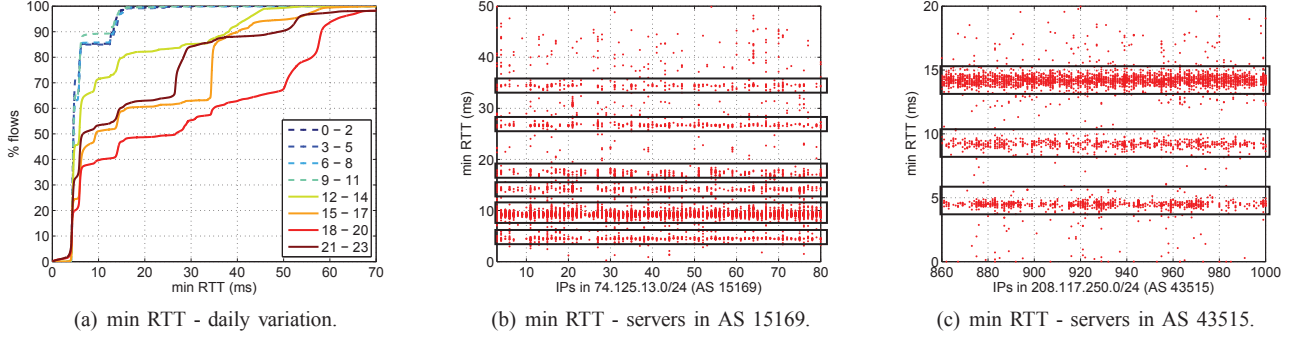 100
90
80
70
60
50
40
30
20
10
0
% flows
0 10 20 30 40 50 60 70
min RTT (ms)
0 − 2
3 − 5
6 − 8
9 − 11
12 − 14
15 − 17
18 − 20
21 − 23
(a) min RTT - daily variation.
50
40
30
20
10
0
min RTT (ms)
10 20 30 40 50 60 70 80
IPs in 74.125.13.0/24 (AS 15169)
(b) min RTT - servers in AS 15169.
20
15
10
5
0
min RTT (ms)
860 880 900 920 940 960 980 1000
IPs in 208.117.250.0/24 (AS 43515)
(c) min RTT - servers in AS 43515.